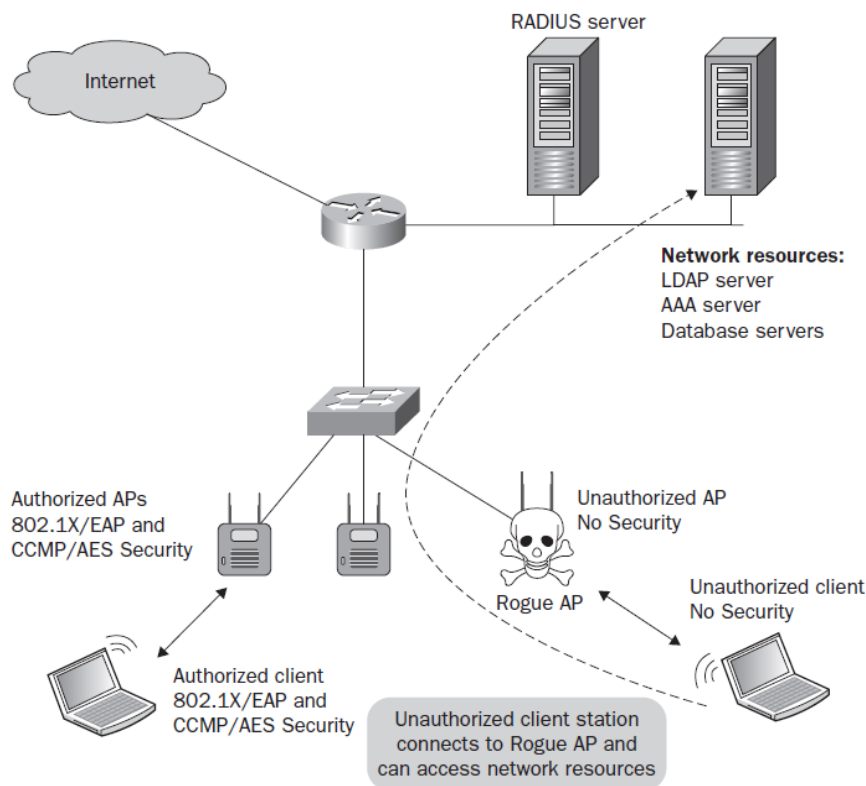 RADIUS server
Internet
Network resources:
LDAP server
AAA server
Database servers
Authorized APs
802.1X/EAP and
CCMP/AES Security
Unauthorized AP
No Security
Rogue AP
Unauthorized client
No Security
Authorized client
802.1X/EAP and
CCMP/AES Security
Unauthorized client station
connects to Rogue AP and
can access network resources